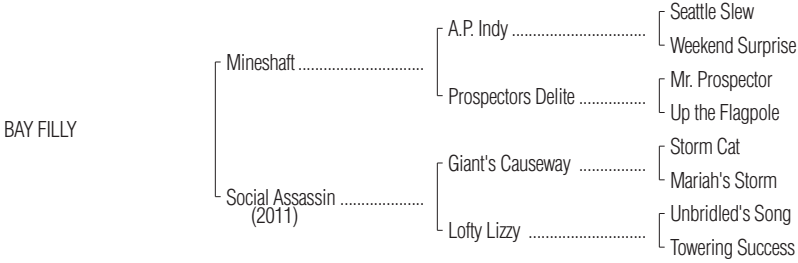 Seattle Slew
A.P. Indy ................................
Weekend Surprise
Mineshaft ..............................
Mr. Prospector
Prospectors Delite ................
Up the Flagpole
BAY FILLY
Storm Cat
Giant's Causeway ................
Mariah's Storm
Social Assassin ....................
(2011)
Unbridled's Song
Lofty Lizzy ............................
Towering Success